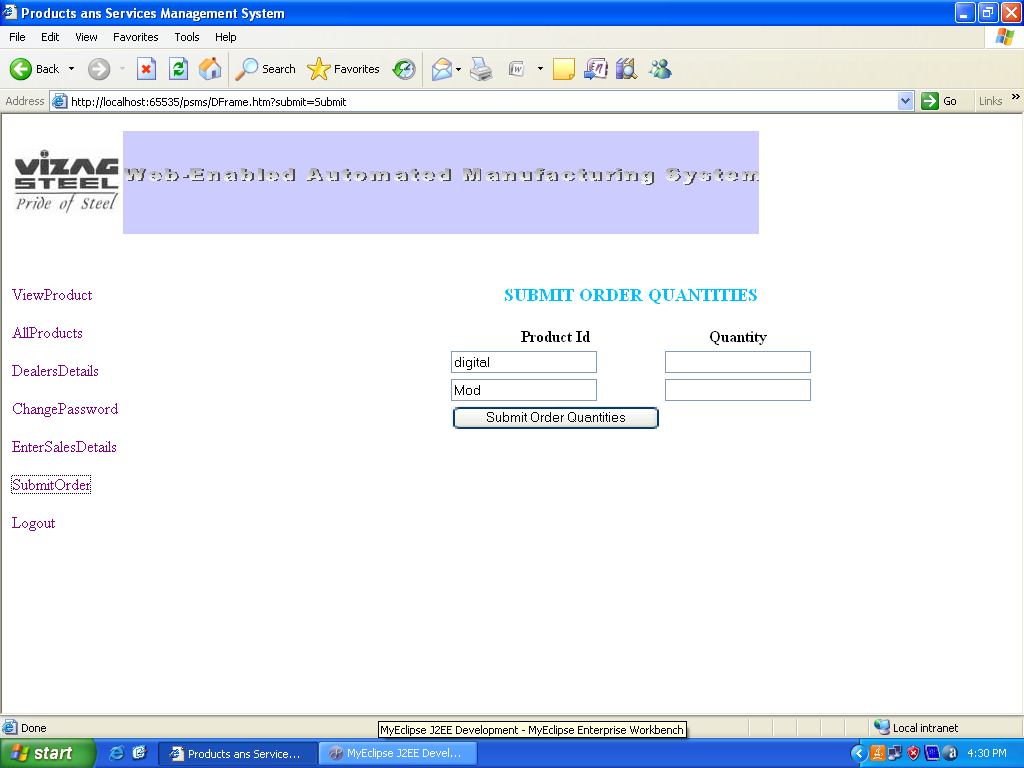 Products ans Services Management System
File Edit View Favorites Tools Help
Back Search Favorites
Address http://localhost:65535/psms/DFrame.htm?submit=Submit Go Links »
VIZAG
STEEL
Pride of Steel
Web-Enabled Automated Manufacturing System
ViewProduct
AllProducts
DealersDetails
ChangePassword
EnterSalesDetails
SubmitOrder
Logout
SUBMIT ORDER QUANTITIES
Product Id Quantity
digital
Mod
Submit Order Quantities
Done Local intranet
MyEclipse J2EE Development - MyEclipse Enterprise Workbench
start Products ans Service... MyEclipse J2EE Devel... 4:30 PM